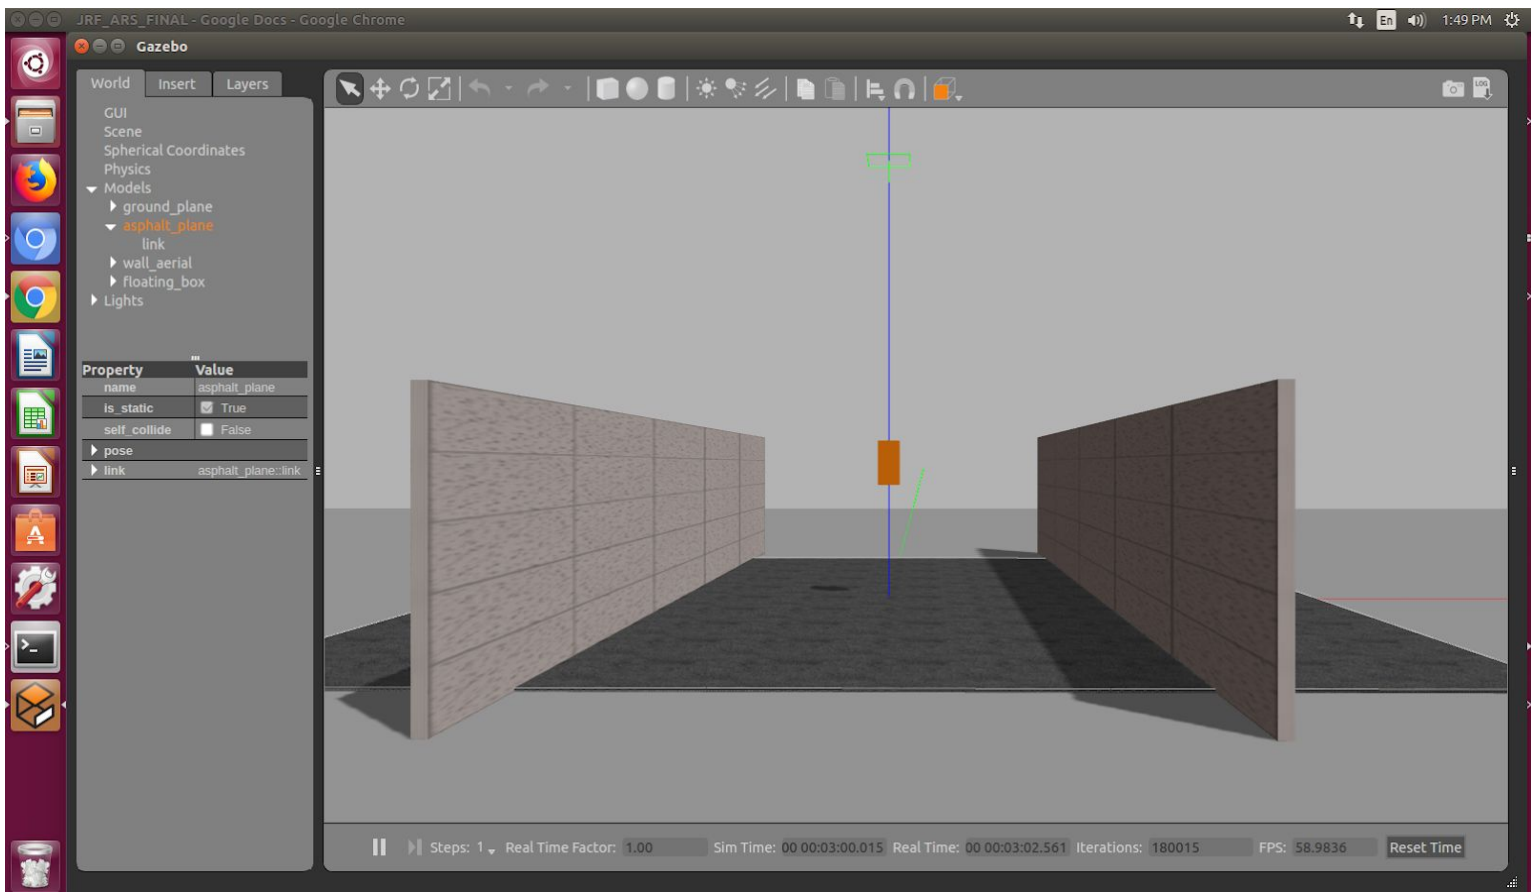 JRF_ARS_FINAL - Google Docs - Google Chrome
En
1:49 PM
Gazebo
World Insert Layers
GUI
Scene
Spherical Coordinates
Physics
Models
ground_plane
asphalt_plane
link
wall_aerial
floating_box
Lights
LOG
Property Value
name asphalt_plane
is_static True
self_collide False
pose
link asphalt_plane::link
Steps: 1 Real Time Factor: 1.00 Sim Time: 00 00:03:00.015 Real Time: 00 00:03:02.561 Iterations: 180015 FPS: 58.9836 Reset Time